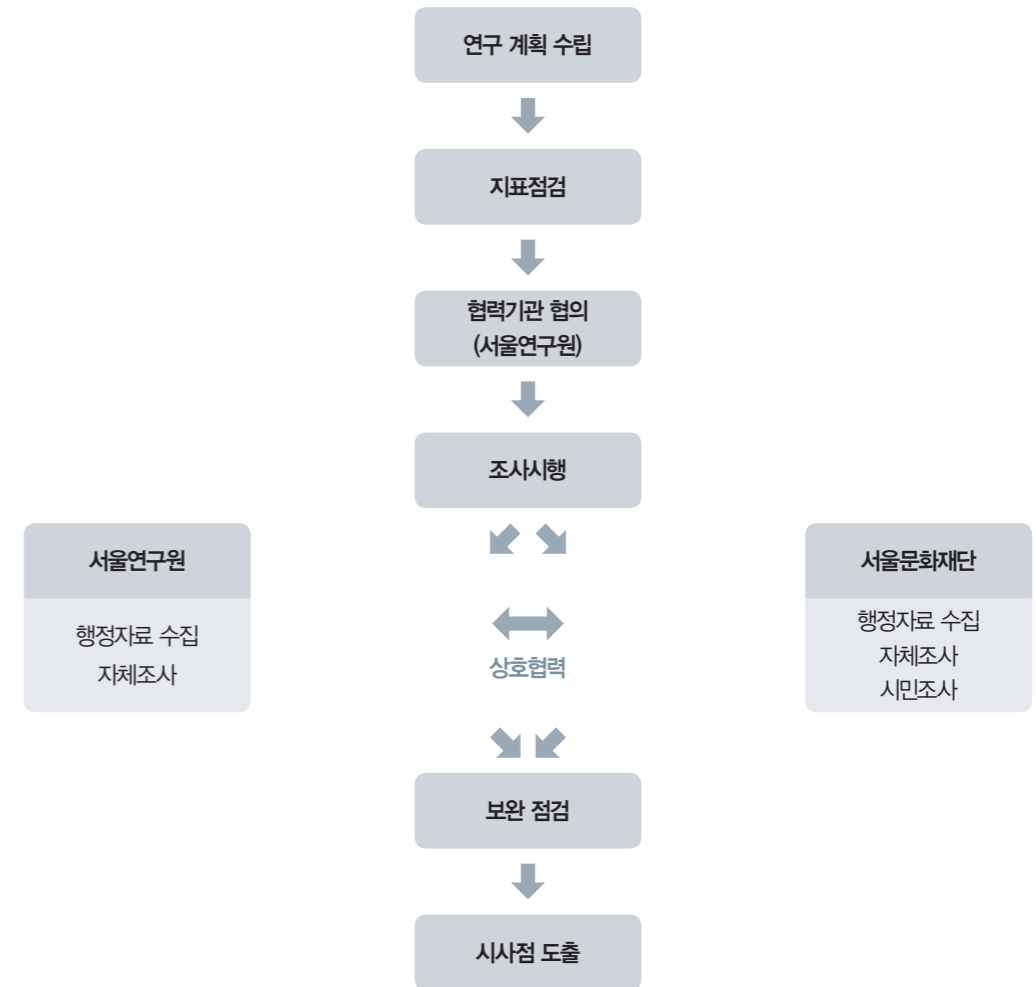 연구 계획 수립
지표점검
협력기관 협의
(서울연구원)
조사시행
서울연구원
행정자료 수집
자체조사
상호협력
서울문화재단
행정자료 수집
자체조사
시민조사
보완 점검
시사점 도출